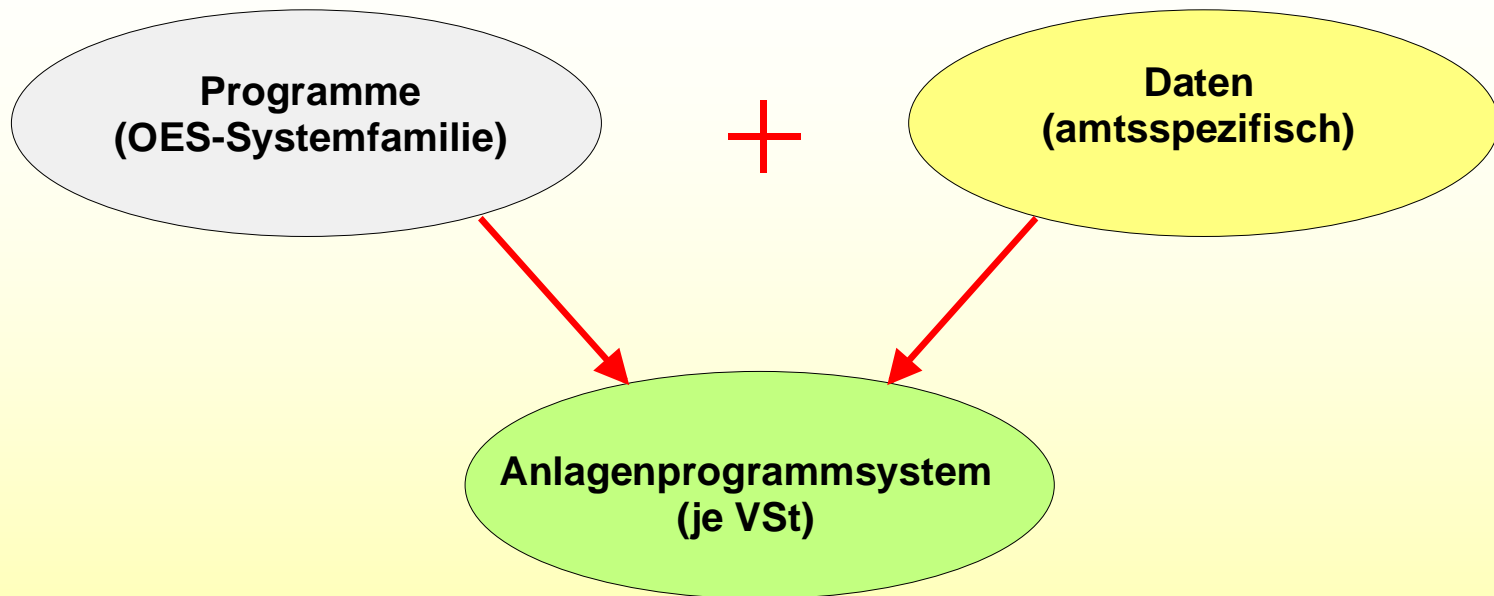 Programme
(OES-Systemfamilie)
+
Daten
(amtsspezifisch)
Anlagenprogrammsystem
(je VSt)